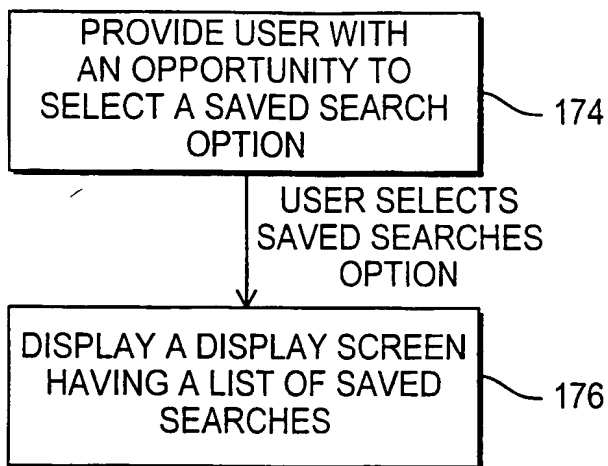 PROVIDE USER WITH
AN OPPORTUNITY TO
SELECT A SAVED SEARCH
OPTION
174
USER SELECTS
SAVED SEARCHES
OPTION
DISPLAY A DISPLAY SCREEN
HAVING A LIST OF SAVED
SEARCHES
176